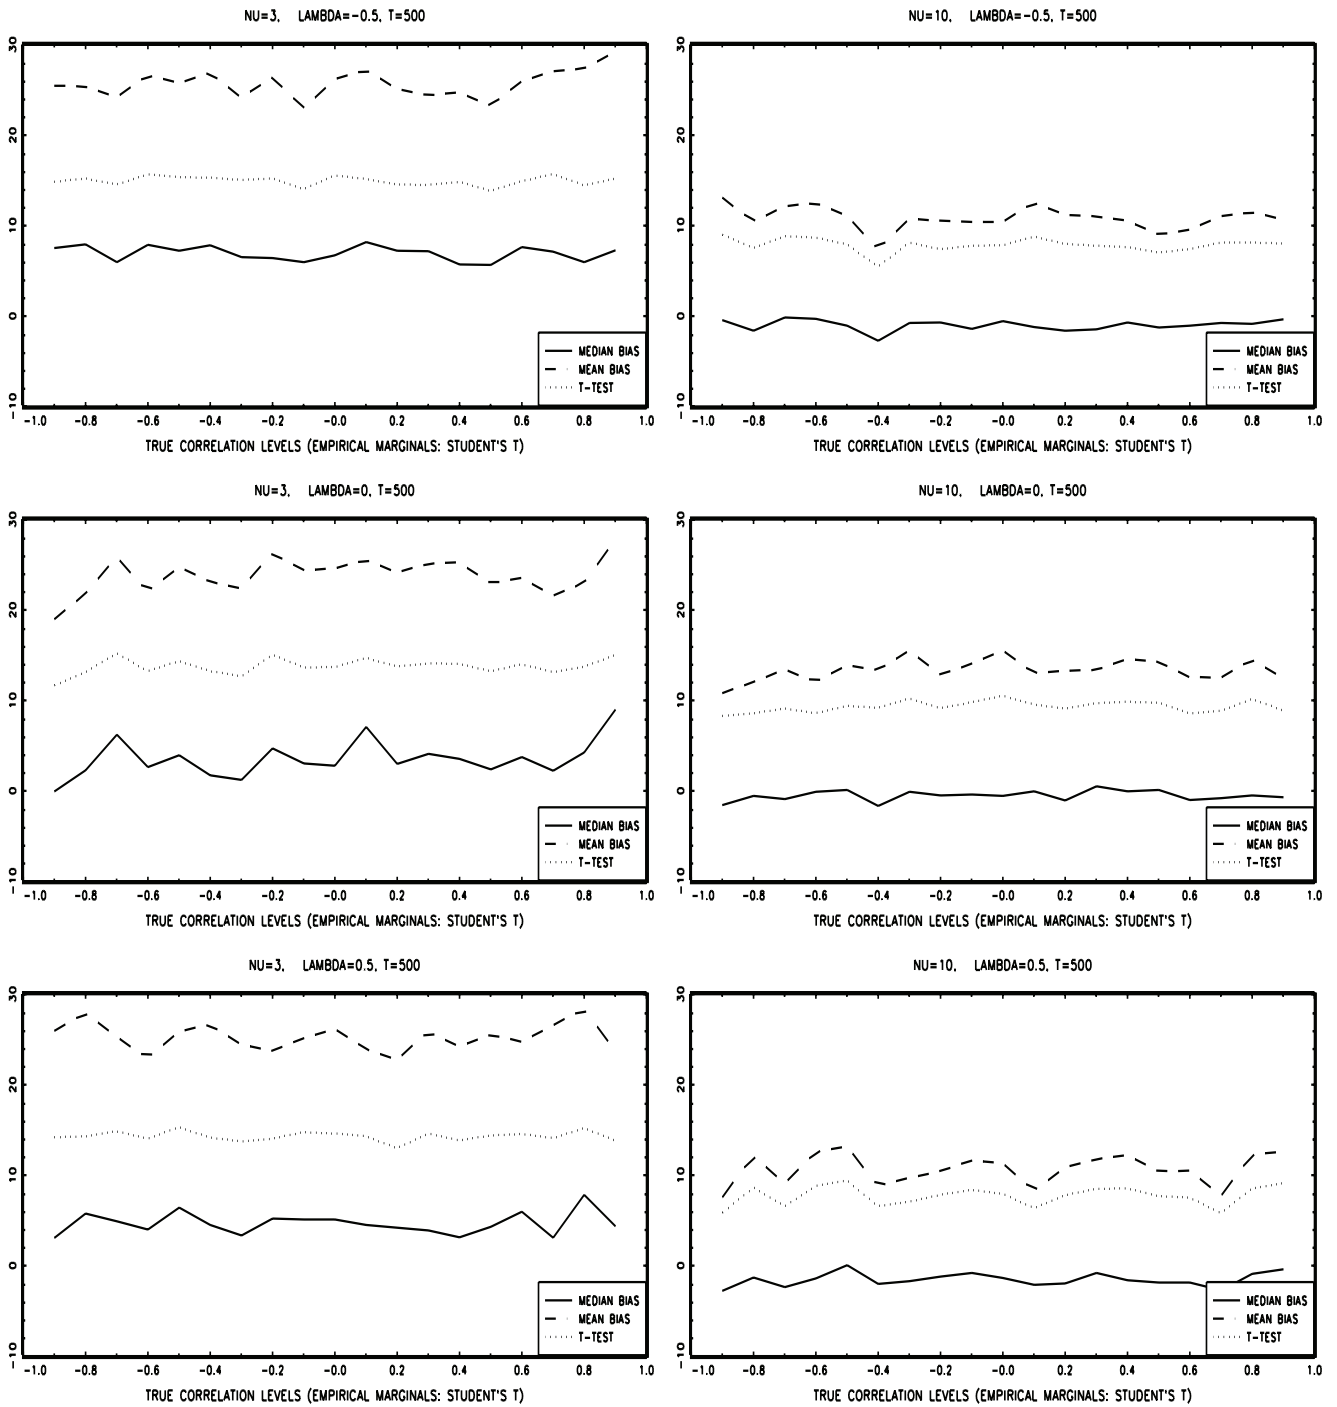 NU=3, LAMBDA=-0.5, T=500
30
20
10
0
-10
MEDIAN BIAS
MEAN BIAS
T-TEST
-1.0 -0.8 -0.6 -0.4 -0.2 -0.0 0.2 0.4 0.6 0.8 1.0
TRUE CORRELATION LEVELS (EMPIRICAL MARGINALS: STUDENT'S T)
NU=10, LAMBDA=-0.5, T=500
30
20
10
0
-10
MEDIAN BIAS
MEAN BIAS
T-TEST
-1.0 -0.8 -0.6 -0.4 -0.2 -0.0 0.2 0.4 0.6 0.8 1.0
TRUE CORRELATION LEVELS (EMPIRICAL MARGINALS: STUDENT'S T)
NU=3, LAMBDA=0, T=500
30
20
10
0
-10
MEDIAN BIAS
MEAN BIAS
T-TEST
-1.0 -0.8 -0.6 -0.4 -0.2 -0.0 0.2 0.4 0.6 0.8 1.0
TRUE CORRELATION LEVELS (EMPIRICAL MARGINALS: STUDENT'S T)
NU=10, LAMBDA=0, T=500
30
20
10
0
-10
MEDIAN BIAS
MEAN BIAS
T-TEST
-1.0 -0.8 -0.6 -0.4 -0.2 -0.0 0.2 0.4 0.6 0.8 1.0
TRUE CORRELATION LEVELS (EMPIRICAL MARGINALS: STUDENT'S T)
NU=3, LAMBDA=0.5, T=500
30
20
10
0
-10
MEDIAN BIAS
MEAN BIAS
T-TEST
-1.0 -0.8 -0.6 -0.4 -0.2 -0.0 0.2 0.4 0.6 0.8 1.0
TRUE CORRELATION LEVELS (EMPIRICAL MARGINALS: STUDENT'S T)
NU=10, LAMBDA=0.5, T=500
30
20
10
0
-10
MEDIAN BIAS
MEAN BIAS
T-TEST
-1.0 -0.8 -0.6 -0.4 -0.2 -0.0 0.2 0.4 0.6 0.8 1.0
TRUE CORRELATION LEVELS (EMPIRICAL MARGINALS: STUDENT'S T)